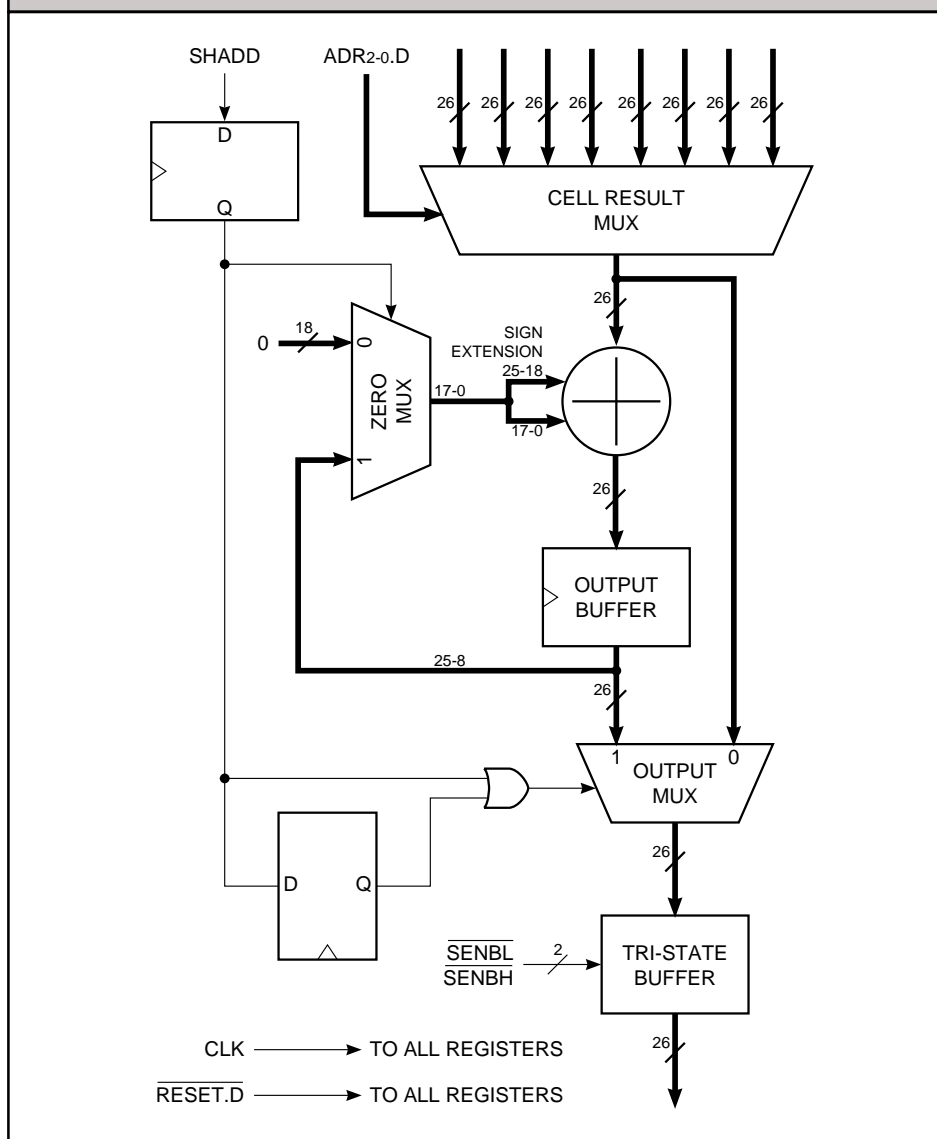 SHADD
ADR2-0.D
26 26 26 26 26 26 26 26
D
Q
CELL RESULT
MUX
26
0
18
0
ZERO
MUX
1
17-0
SIGN
EXTENSION
25-18
17-0
26
OUTPUT
BUFFER
25-8
26
1
0
OUTPUT
MUX
D
Q
26
SENBL
SENBH
2
TRI-STATE
BUFFER
26
CLK
TO ALL REGISTERS
RESET.D
TO ALL REGISTERS